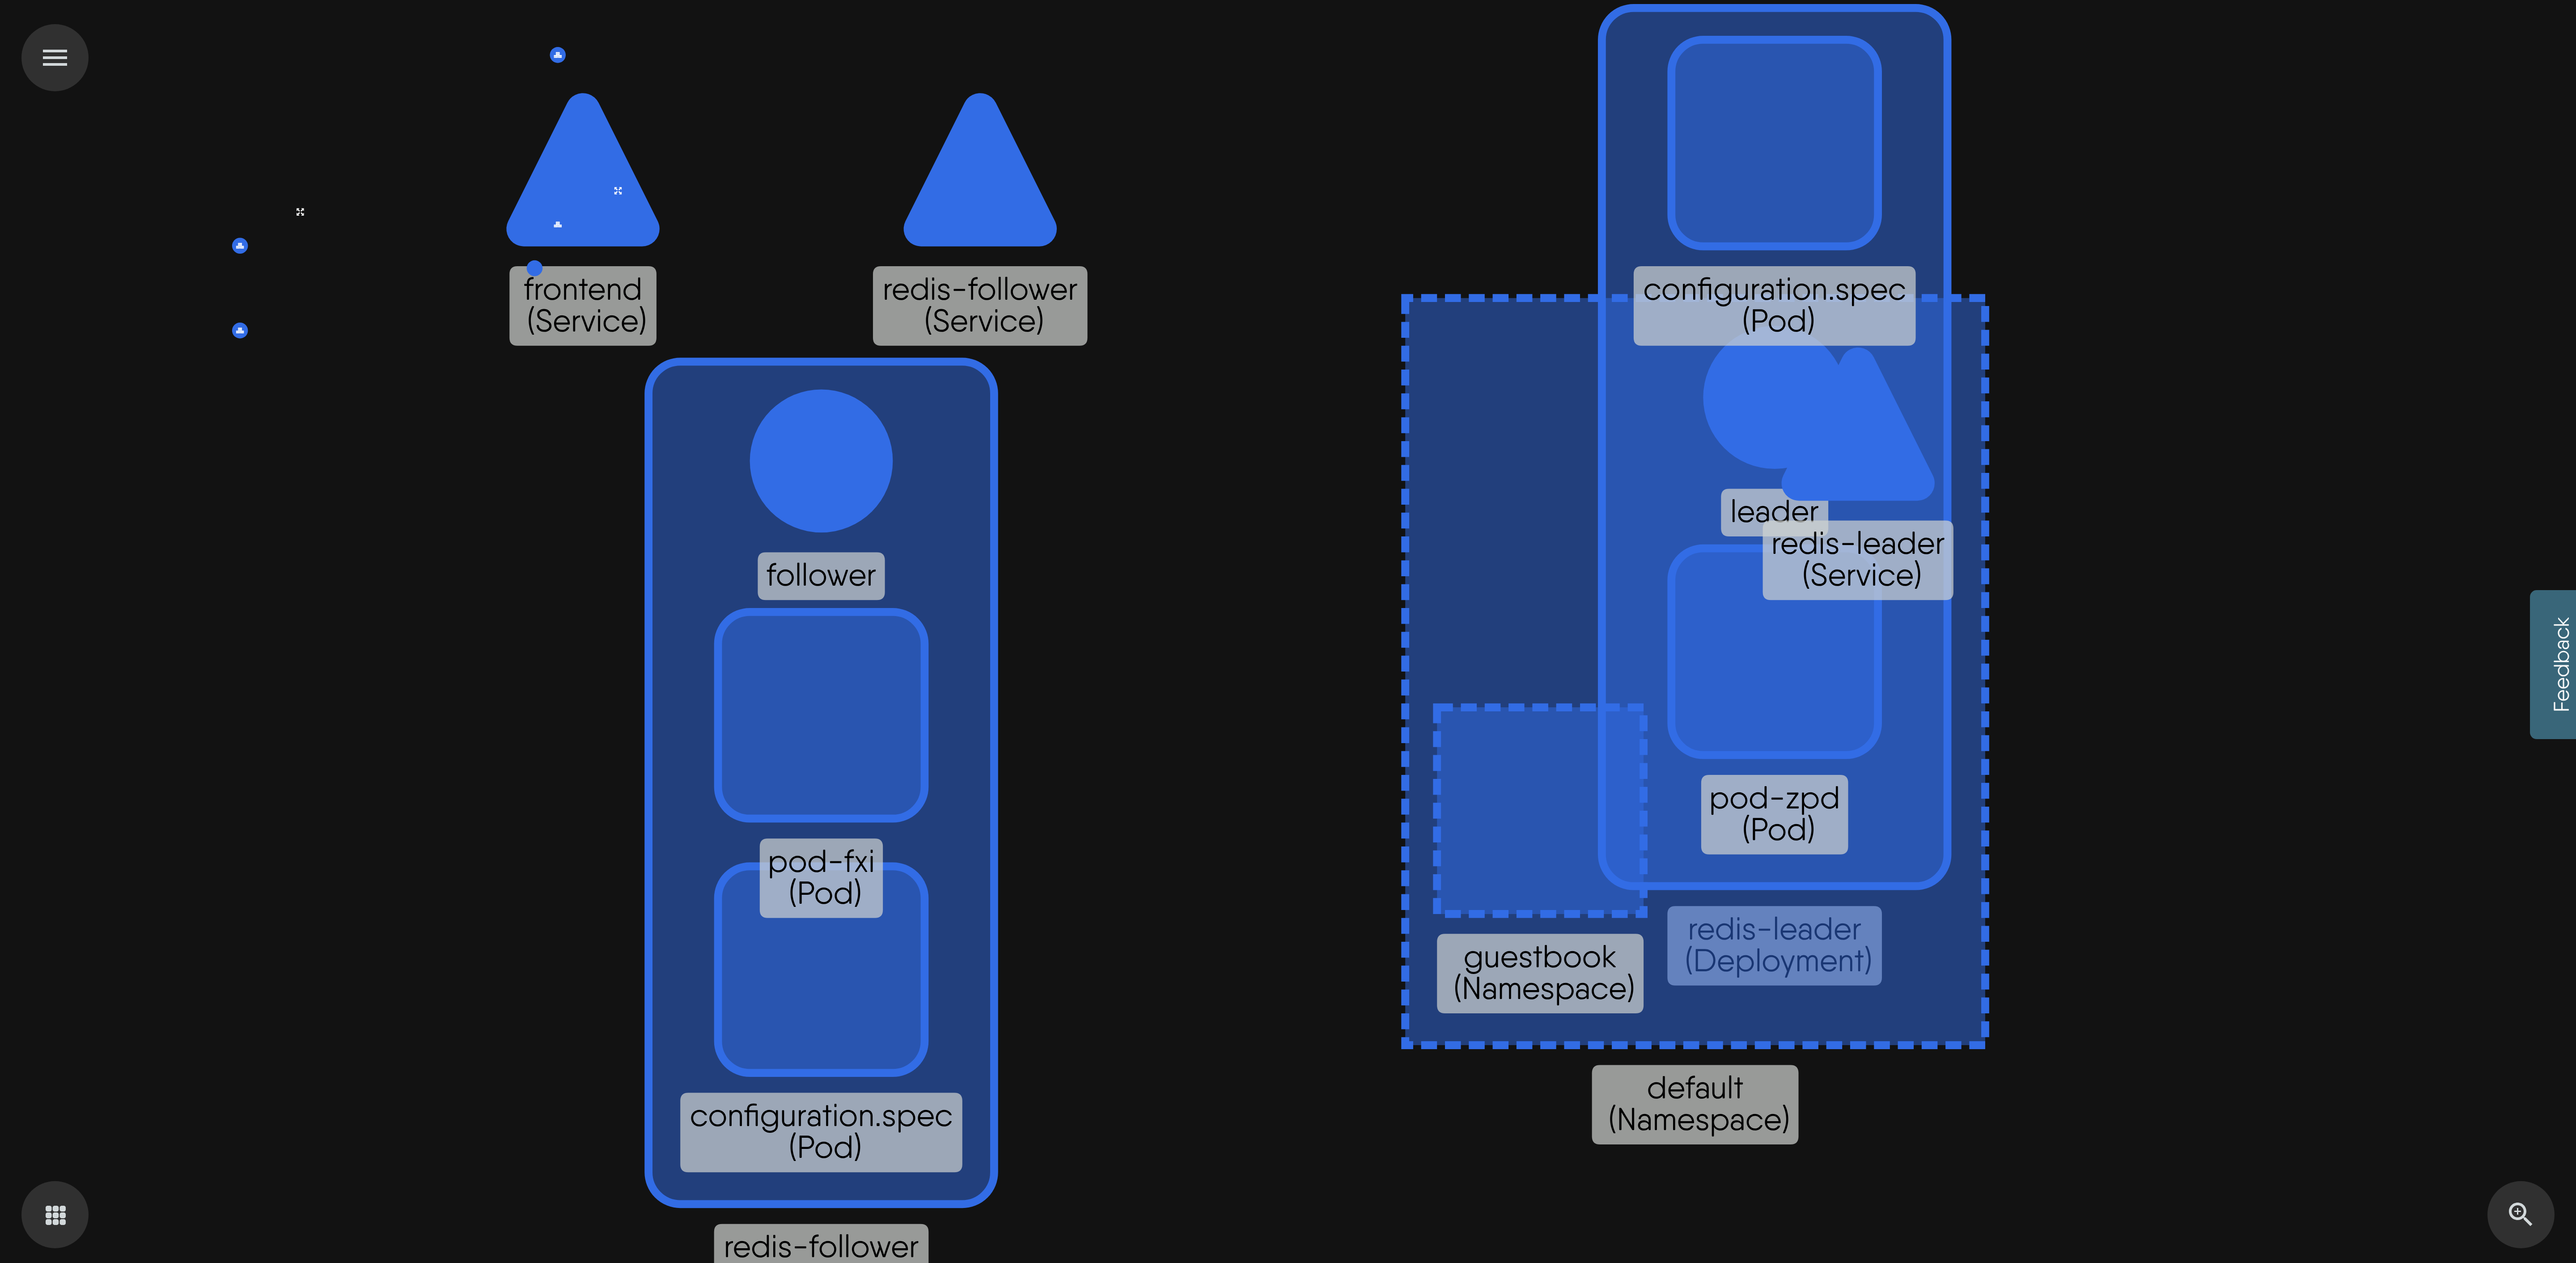 frontend
(Service)
redis-follower
(Service)
configuration.spec
(Pod)
leader
redis-leader
(Service)
follower
pod-zpd
(Pod)
pod-fxi
(Pod)
redis-leader
(Deployment)
guestbook
(Namespace)
default
(Namespace)
configuration.spec
(Pod)
redis-follower
Feedback